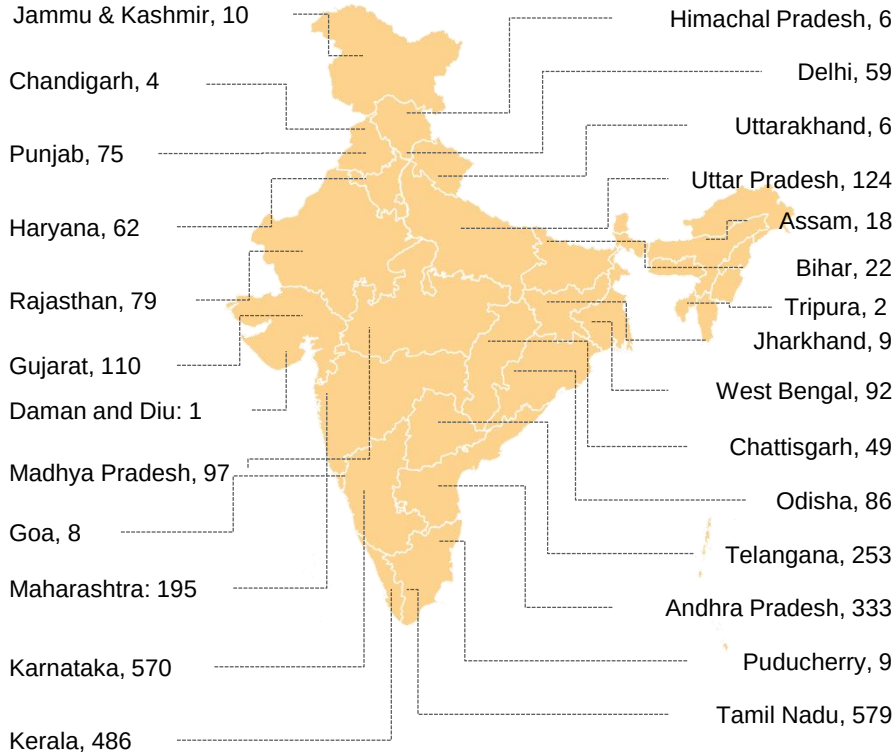 Jammu & Kashmir, 10
Chandigarh, 4
Punjab, 75
Haryana, 62
Rajasthan, 79
Gujarat, 110
Daman and Diu: 1
Madhya Pradesh, 97
Goa, 8
Maharashtra: 195
Karnataka, 570
Kerala, 486
Himachal Pradesh, 6
Delhi, 59
Uttarakhand, 6
Uttar Pradesh, 124
Assam, 18
Bihar, 22
Tripura, 2
Jharkhand, 9
West Bengal, 92
Chattisgarh, 49
Odisha, 86
Telangana, 253
Andhra Pradesh, 333
Puducherry, 9
Tamil Nadu, 579